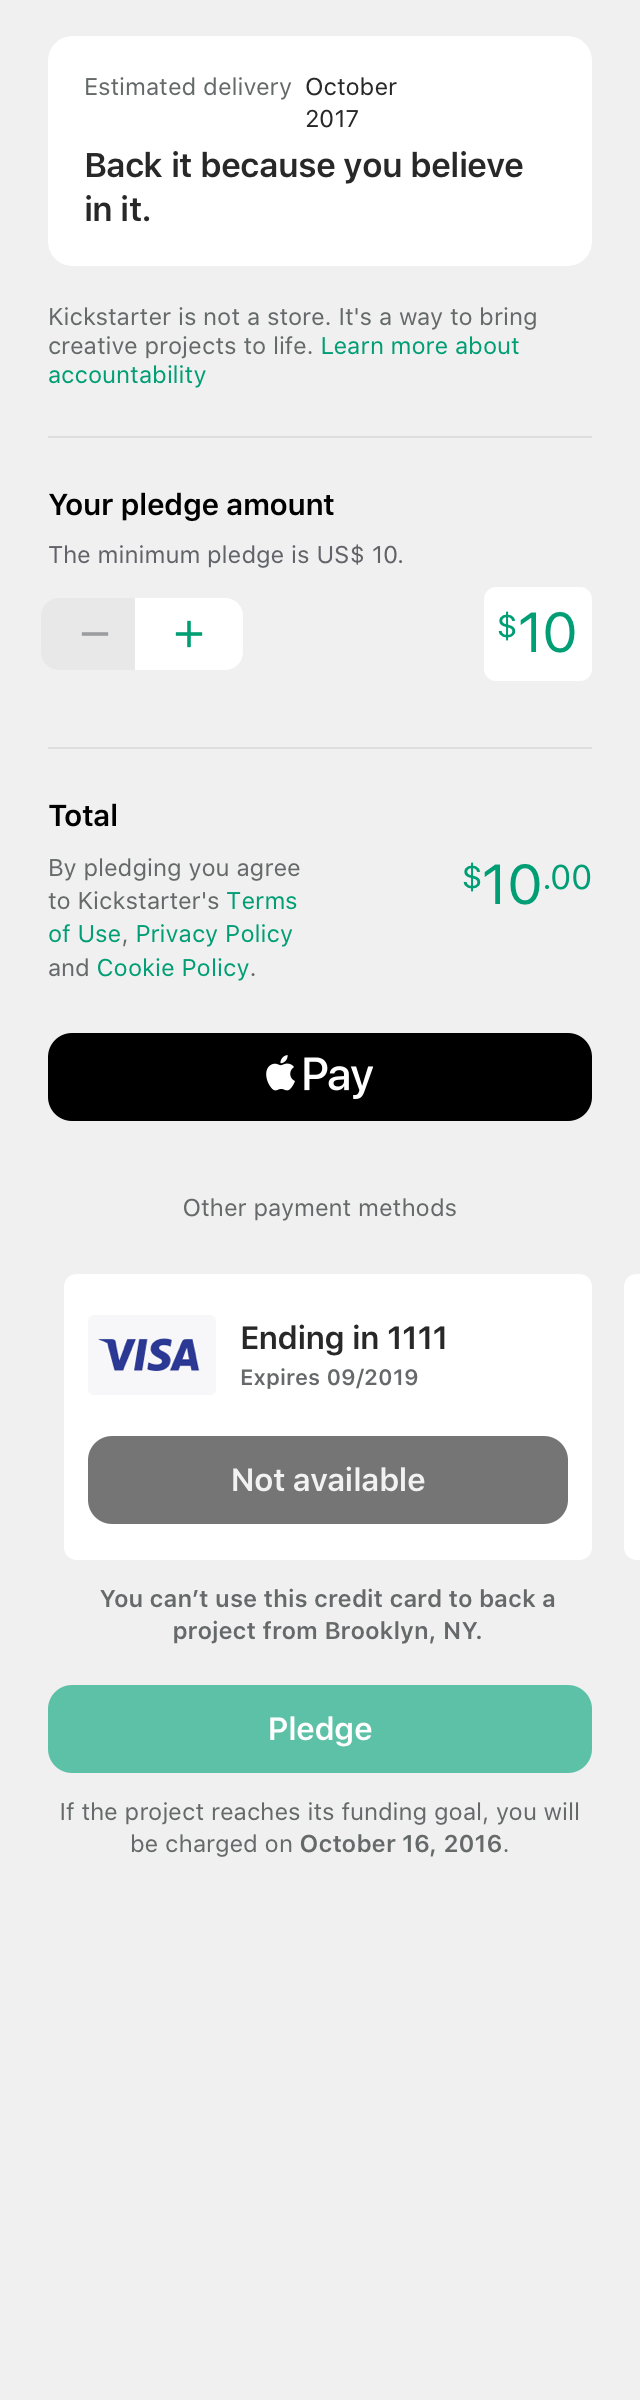 Estimated delivery October
2017
Back it because you believe
in it.
Kickstarter is not a store. It's a way to bring
creative projects to life. Learn more about
accountability
Your pledge amount
The minimum pledge is US$ 10.
− +
$10
Total
By pledging you agree
to Kickstarter's Terms
of Use, Privacy Policy
and Cookie Policy.
$10.00
Pay
Other payment methods
VISA
Ending in 1111
Expires 09/2019
Not available
You can’t use this credit card to back a
project from Brooklyn, NY.
Pledge
If the project reaches its funding goal, you will
be charged on October 16, 2016.